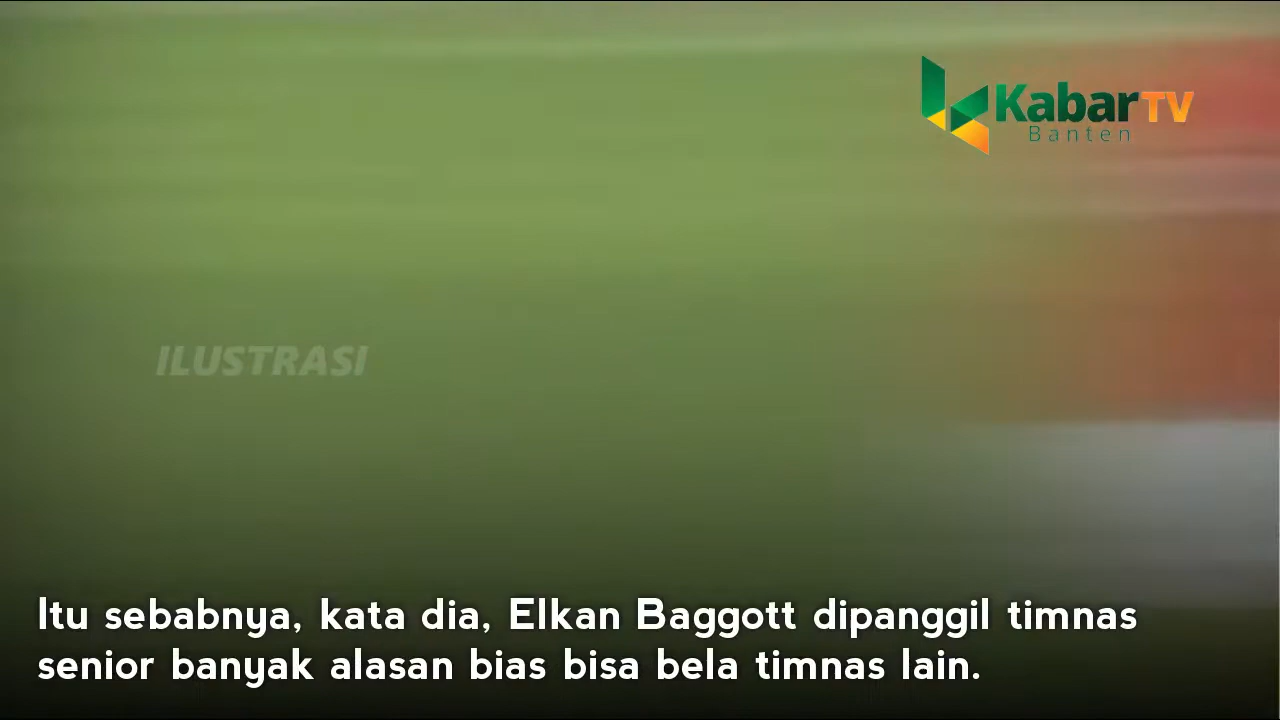 KabarTV
Banten
ILUSTRASI
Itu sebabnya, kata dia, Elkan Baggott dipanggil timnas
senior banyak alasan bias bisa bela timnas lain.